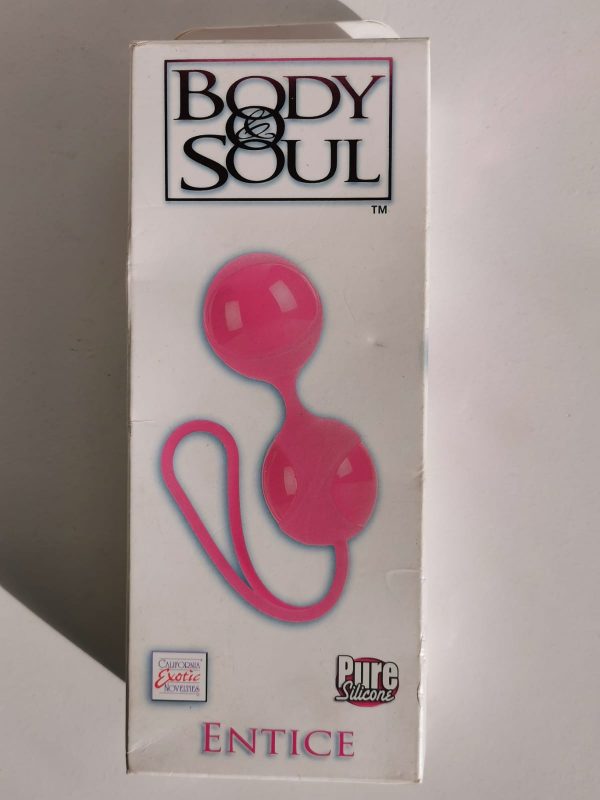 BODY
&
SOUL
TM
CALIFORNIA
Exotic
NOVELTIES
Pure
Silicone
ENTICE